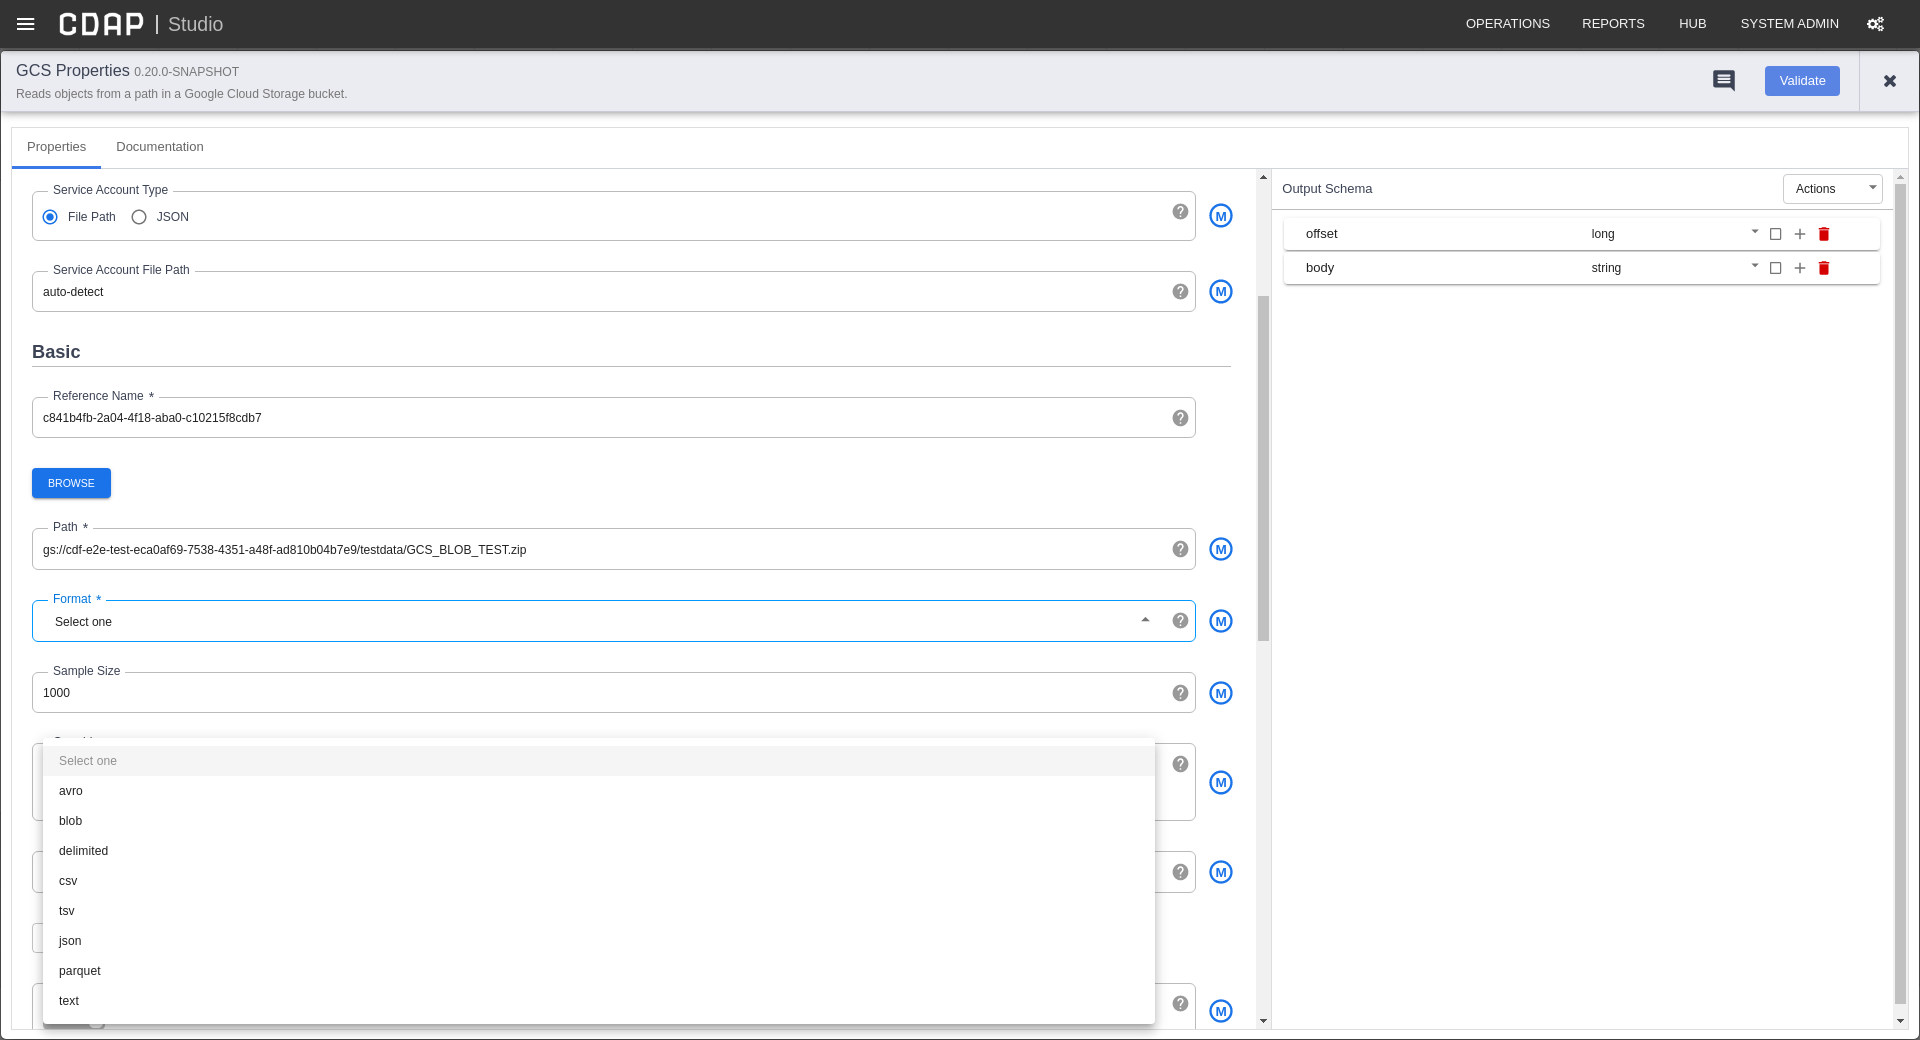 CDAP | Studio
OPERATIONS REPORTS HUB SYSTEM ADMIN
GCS Properties 0.20.0-SNAPSHOT
Reads objects from a path in a Google Cloud Storage bucket.
Validate
Properties Documentation
Service Account Type
File Path JSON
? M
Service Account File Path
auto-detect
? M
Basic
Reference Name *
c841b4fb-2a04-4f18-aba0-c10215f8cdb7
?
BROWSE
Path *
gs://cdf-e2e-test-eca0af69-7538-4351-a48f-ad810b04b7e9/testdata/GCS_BLOB_TEST.zip
? M
Format *
Select one
? M
Sample Size
1000
? M
Select one
? M
avro
blob
delimited
? M
csv
tsv
json
parquet
text
? M
Output Schema
Actions
offset long
body string